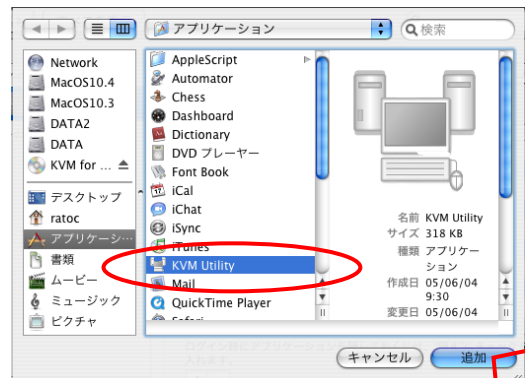 アプリケーション
検索
Network
MacOS10.4
MacOS10.3
DATA2
DATA
KVM for ...
デスクトップ
ratoc
アプリケーシ…
書類
ムービー
ミュージック
ピクチャ
AppleScript
Automator
Chess
Dashboard
Dictionary
DVD プレーヤー
Font Book
iCal
iChat
iSync
iTunes
KVM Utility
Mail
QuickTime Player
Safari
名前 KVM Utility
サイズ 318 KB
種類 アプリケー
ション
作成日 05/06/04
9:30
変更日 05/06/04
キャンセル
追加